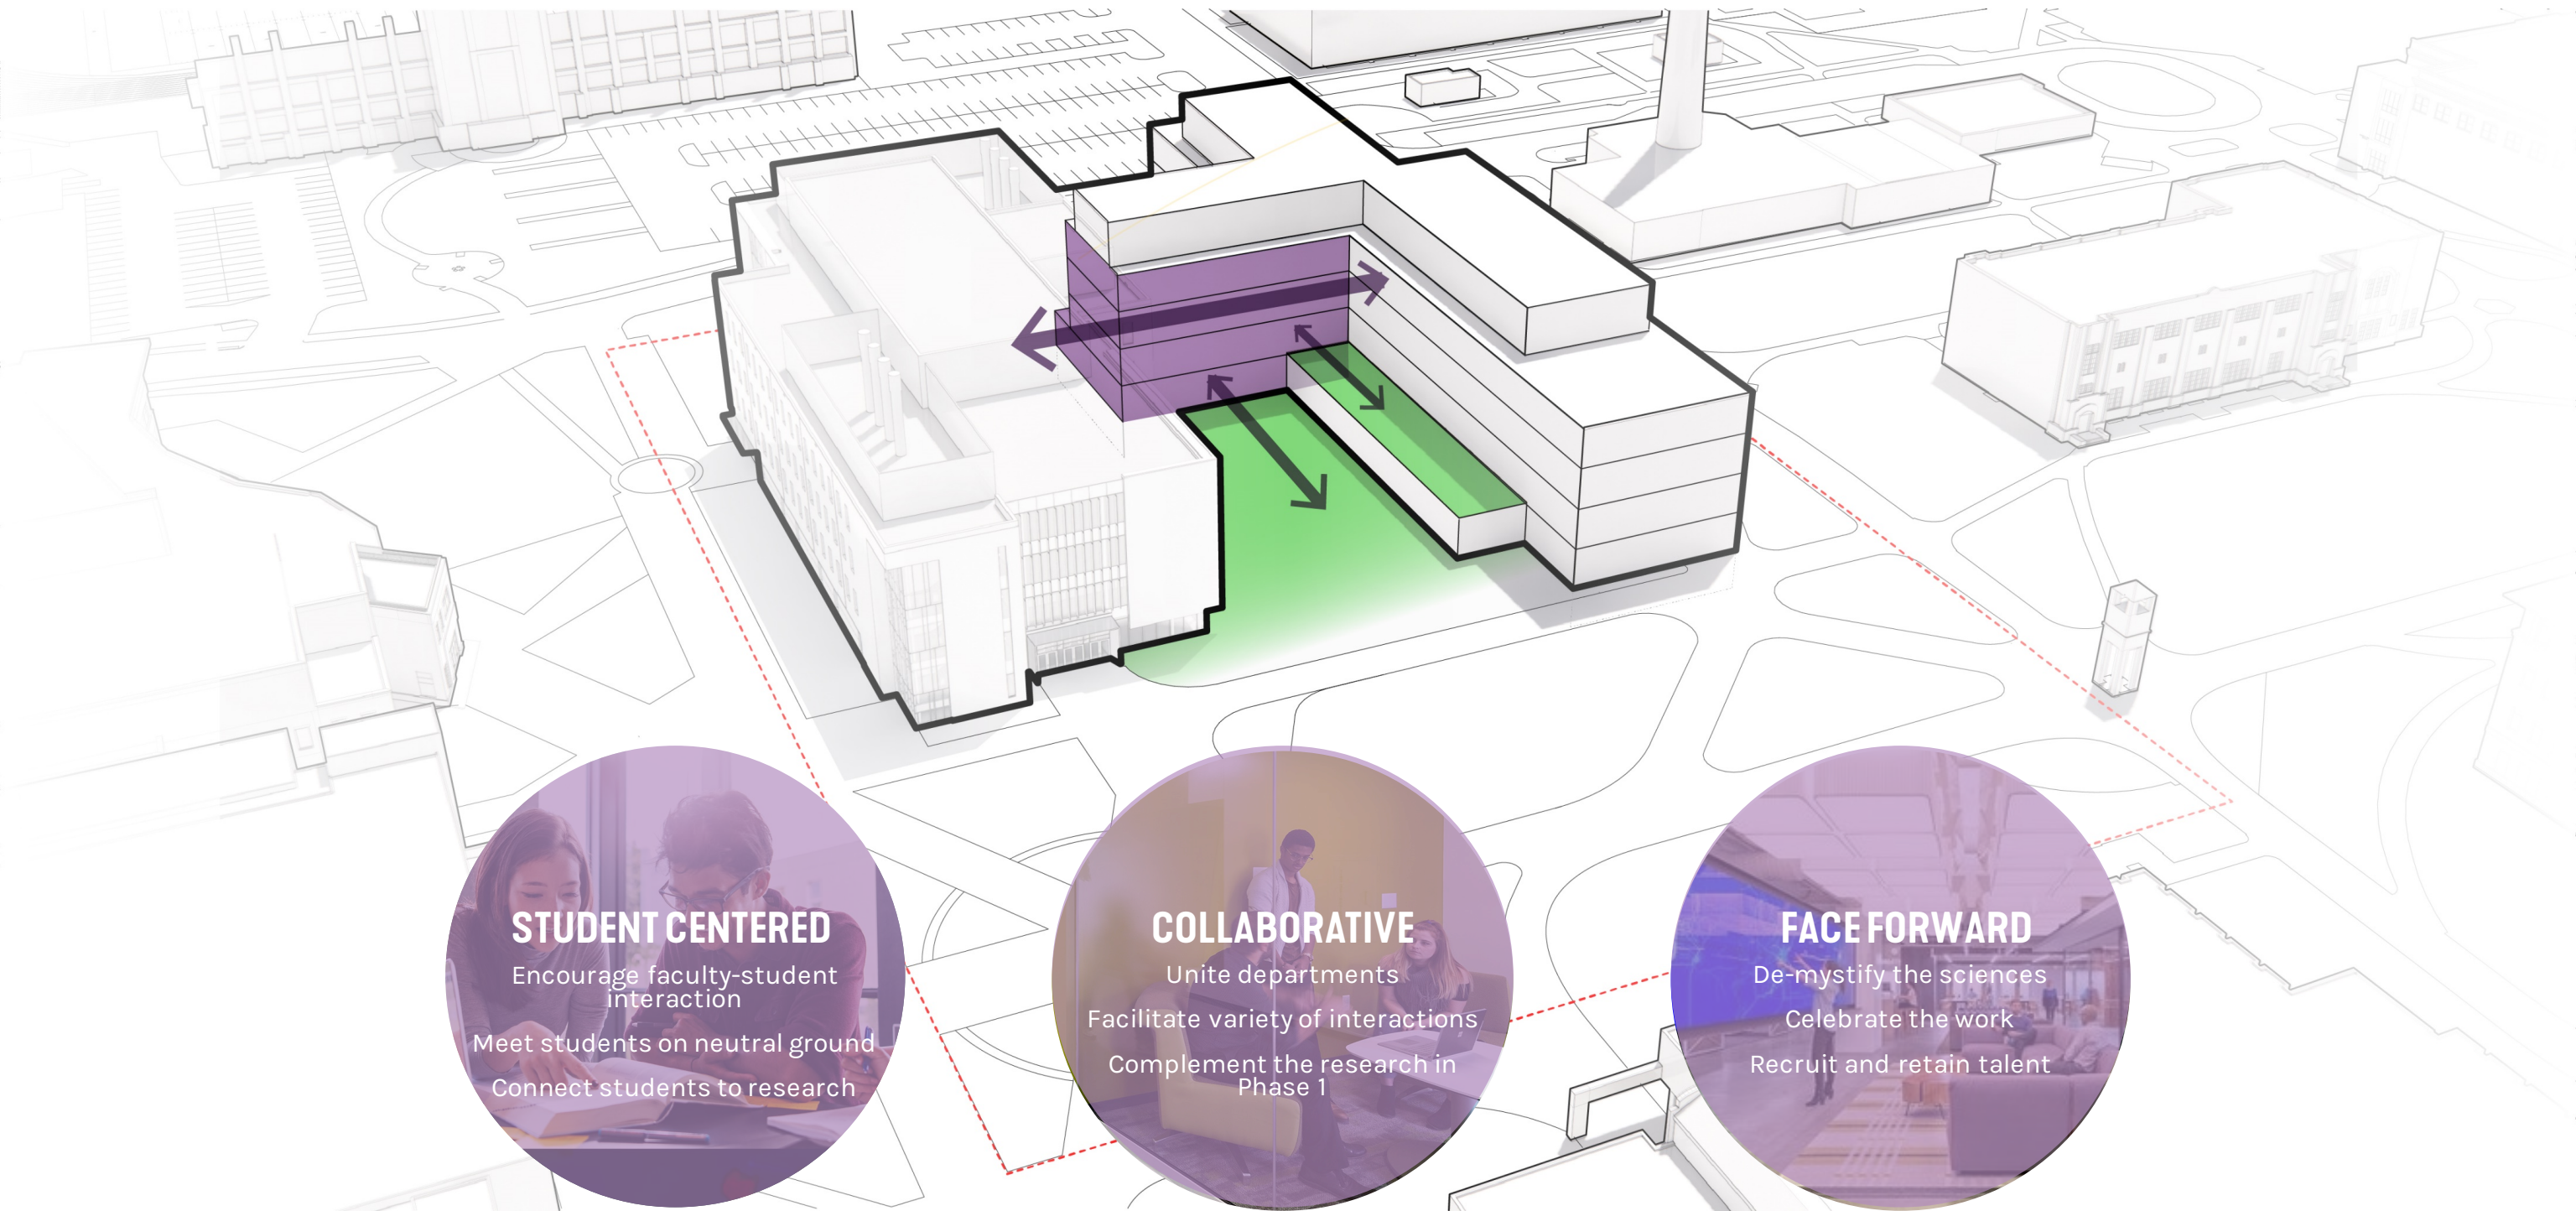 STUDENT CENTERED
Encourage faculty-student
interaction
Meet students on neutral ground
Connect students to research
COLLABORATIVE
Unite departments
Facilitate variety of interactions
Complement the research in
Phase 1
FACE FORWARD
De-mystify the sciences
Celebrate the work
Recruit and retain talent